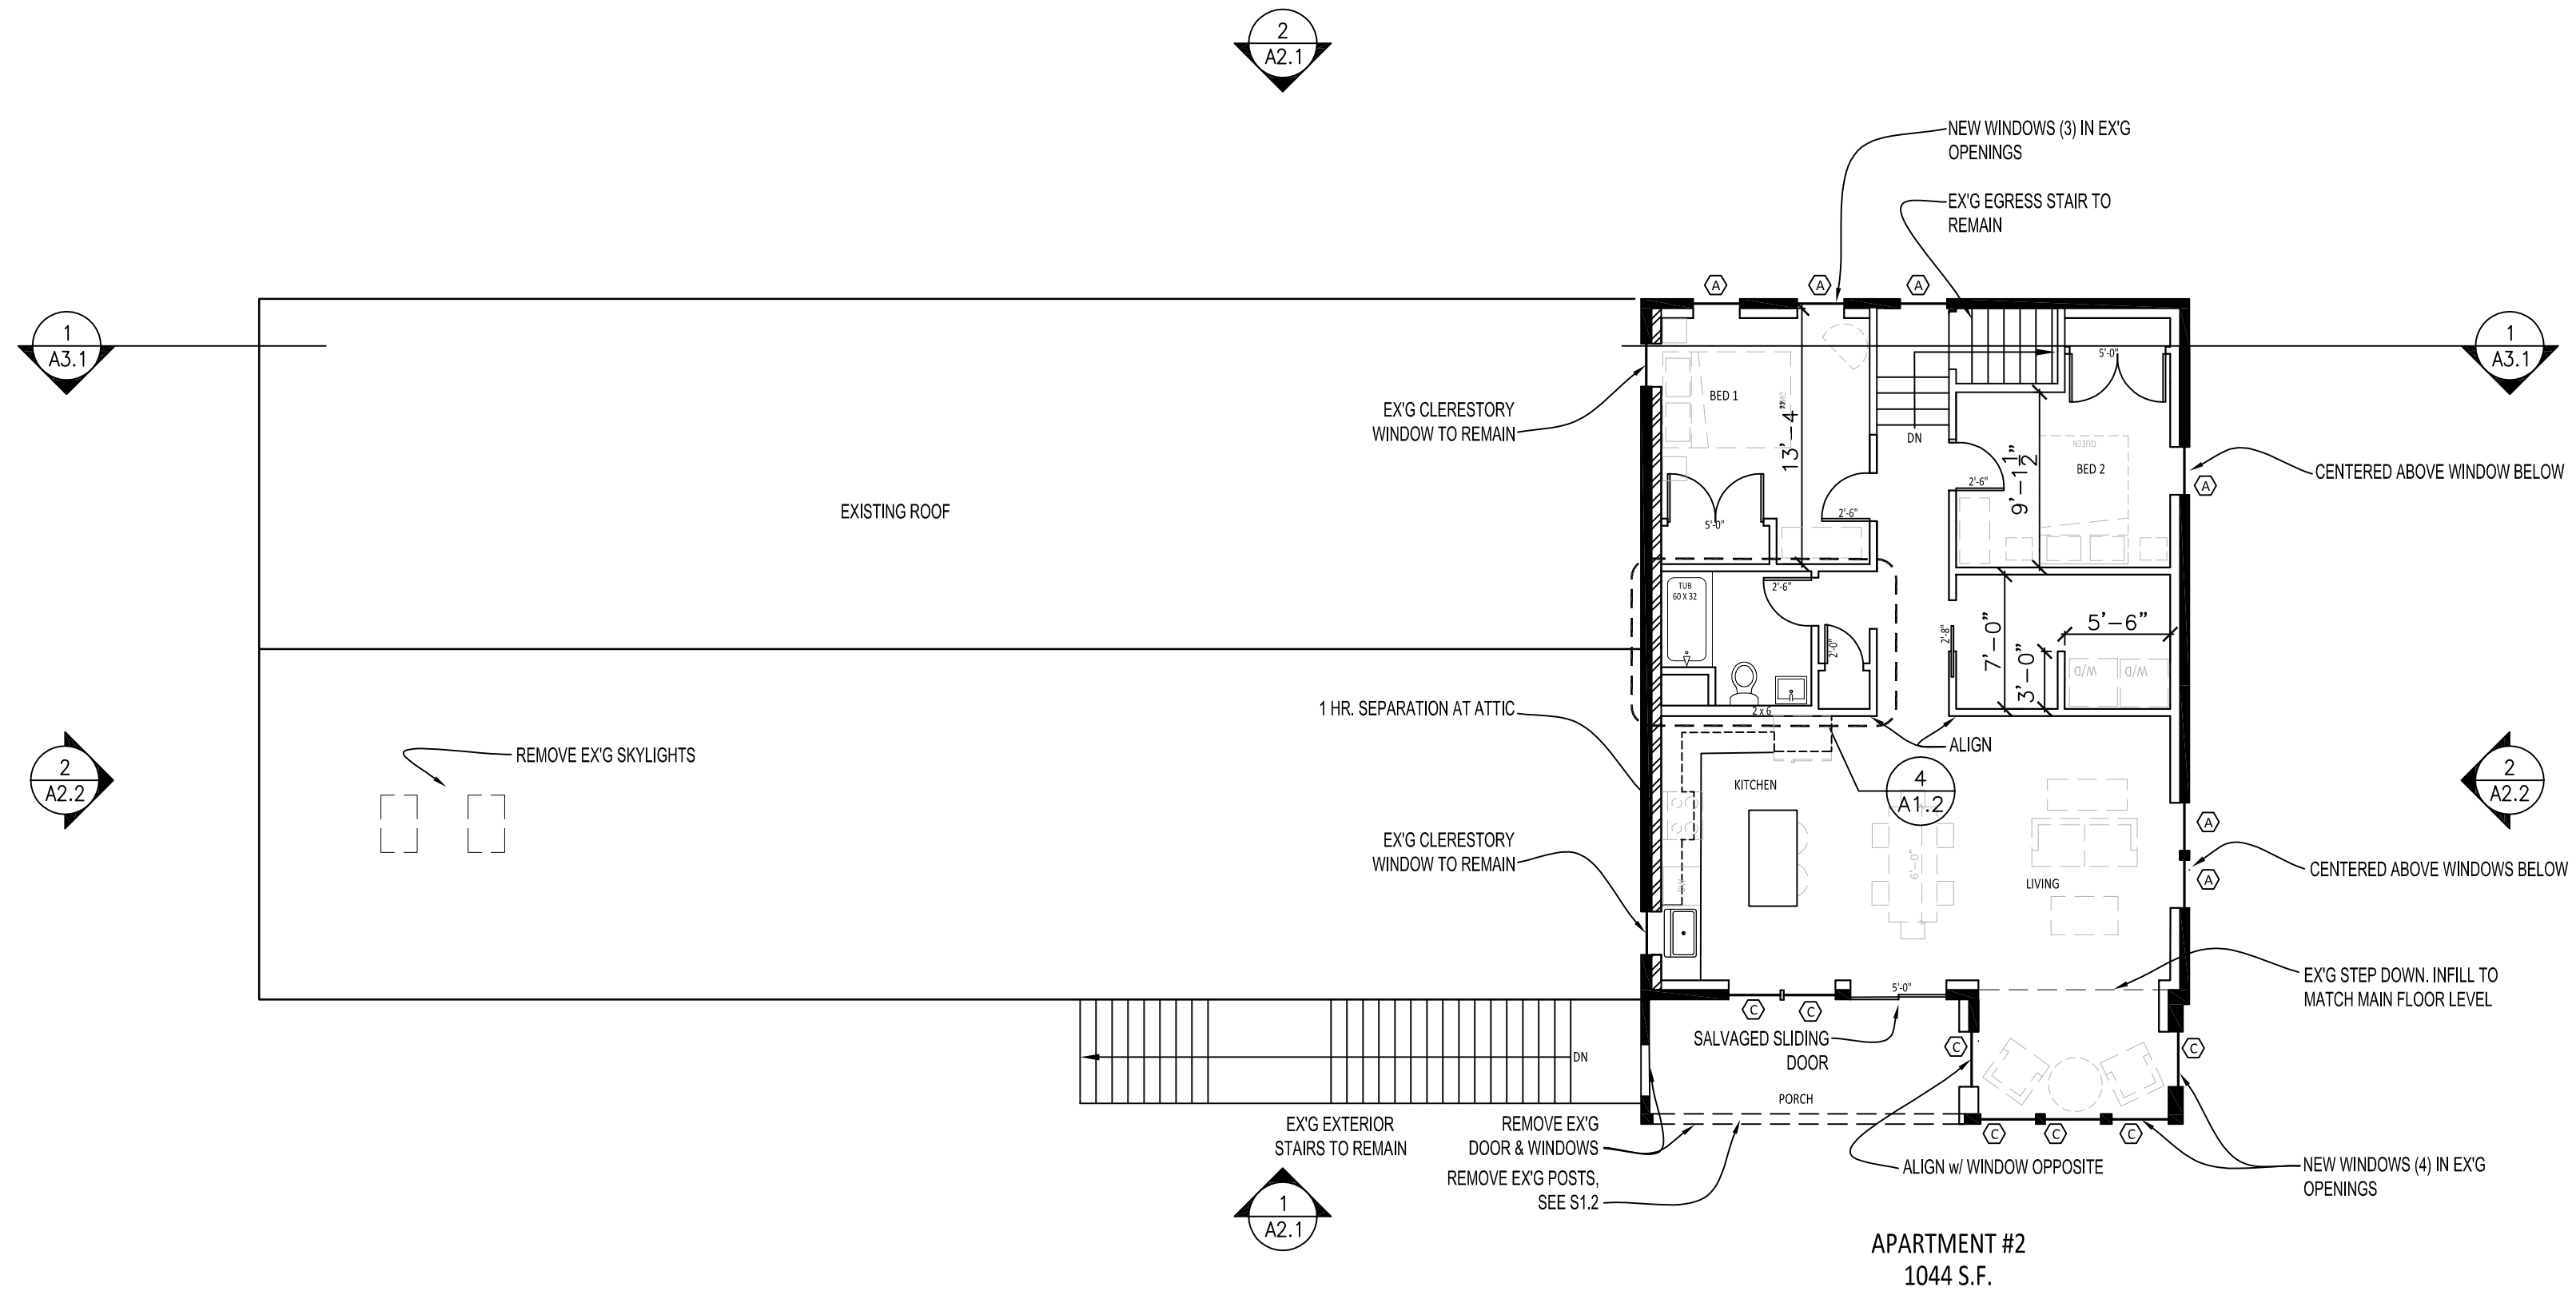 2
A2.1
NEW WINDOWS (3) IN EX'G
OPENINGS
EX'G EGRESS STAIR TO
REMAIN
A
A
A
1
A3.1
1
A3.1
5'-0"
EX'G CLERESTORY
WINDOW TO REMAIN
BED 1
KING
13'-4"
DN
QUEEN
BED 2
9'-1 1/2"
CENTERED ABOVE WINDOW BELOW
A
2'-6"
2'-6"
5'-0"
EXISTING ROOF
TUB
60 X 32
2'-6"
2'-0"
2'-8"
7'-0"
5'-6"
3'-0"
W/D
W/D
1 HR. SEPARATION AT ATTIC
2 x 6
ALIGN
REMOVE EX'G SKYLIGHTS
2
A2.2
2
A2.2
KITCHEN
4
A1.2
A
EX'G CLERESTORY
WINDOW TO REMAIN
6'-0"
DW
LIVING
A
CENTERED ABOVE WINDOWS BELOW
EX'G STEP DOWN. INFILL TO
MATCH MAIN FLOOR LEVEL
5'-0"
C
C
SALVAGED SLIDING
DOOR
C
C
DN
PORCH
EX'G EXTERIOR
STAIRS TO REMAIN
REMOVE EX'G
DOOR & WINDOWS
C
C
C
REMOVE EX'G POSTS,
SEE S1.2
ALIGN w/ WINDOW OPPOSITE
NEW WINDOWS (4) IN EX'G
OPENINGS
1
A2.1
APARTMENT #2
1044 S.F.